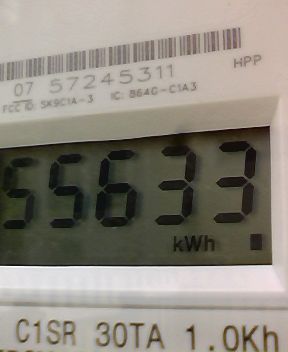 07 57245311
HPP
FCC ID: SK9C1A-3 IC: 864G-C1A3
55633
kWh
C1SR 30TA 1.0Kh